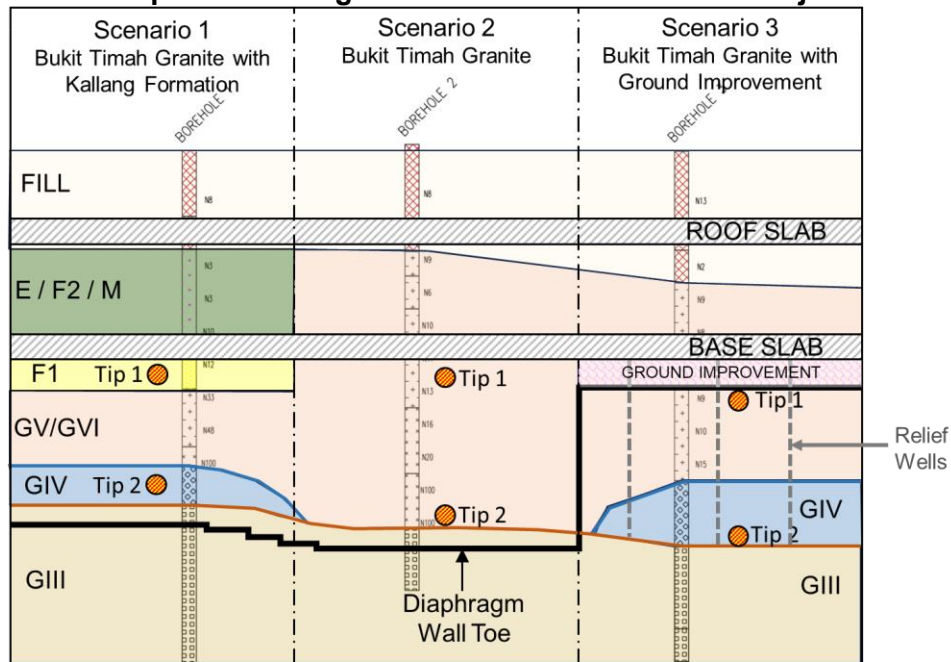 Scenario 1
Bukit Timah Granite with
Kallang Formation
Scenario 2
Bukit Timah Granite
Scenario 3
Bukit Timah Granite with
Ground Improvement
BOREHOLE
BOREHOLE 2
BOREHOLE
FILL
N8
N8
N13
ROOF SLAB
E / F2 / M
N3
N3
N10
N9
N6
N10
N2
N9
BASE SLAB
F1
Tip 1
N12
N33
Tip 1
N13
GROUND IMPROVEMENT
N9
Tip 1
GV/GVI
N48
N100
N16
N20
N100
N10
N15
Relief
Wells
GIV
Tip 2
N100
Tip 2
GIV
Tip 2
GIII
Diaphragm
Wall Toe
GIII